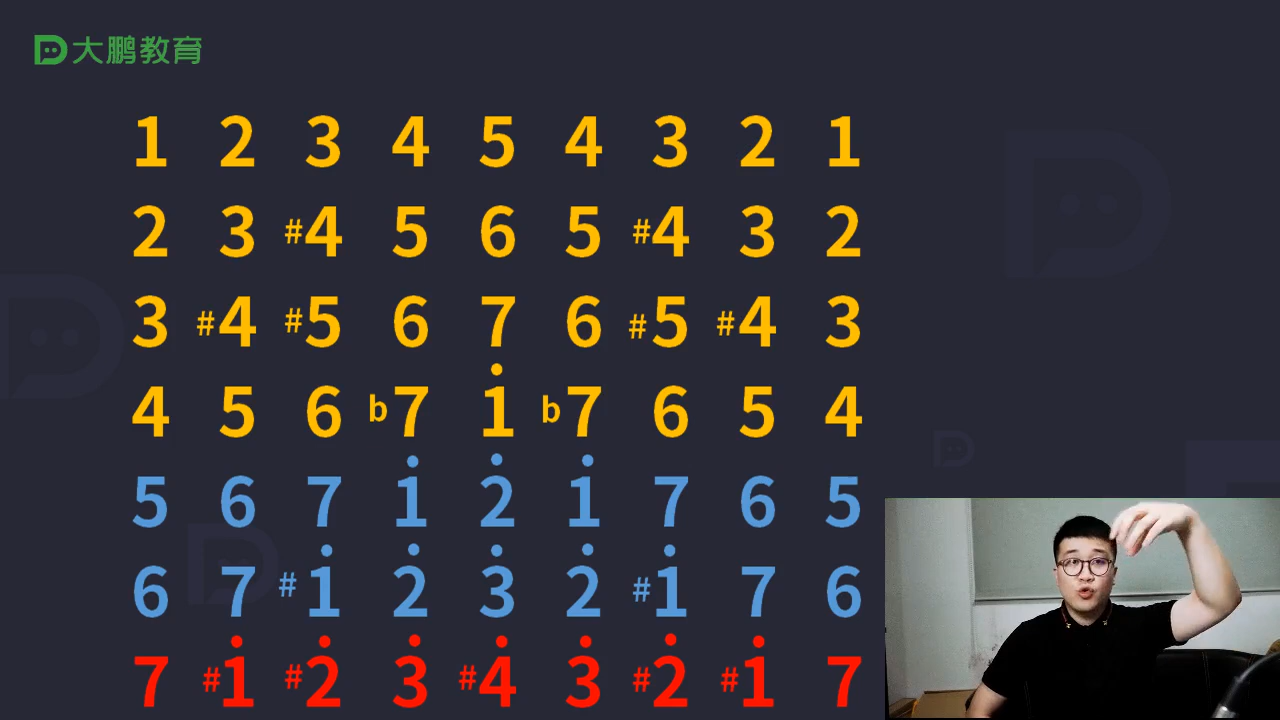 大鹏教育
1 2 3 4 5 4 3 2 1
2 3 #4 5 6 5 #4 3 2
3 #4 #5 6 7 6 #5 #4 3
4 5 6 b7 1̇ b7 6 5 4
5 6 7 1̇ 2̇ 1̇ 7 6 5
6 7 #1̇ 2̇ 3̇ 2̇ #1̇ 7 6
7 #1̇ #2̇ 3̇ #4̇ 3̇ #2̇ #1̇ 7